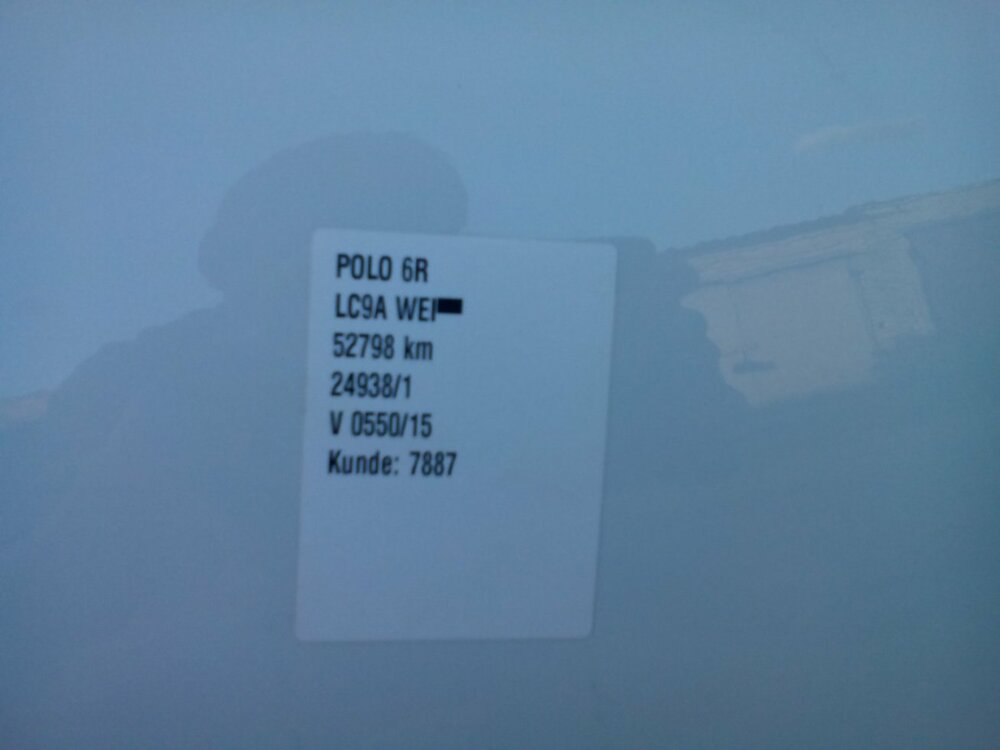 POLO 6R
LC9A WEI
52798 km
24938/1
V 0550/15
Kunde: 7887